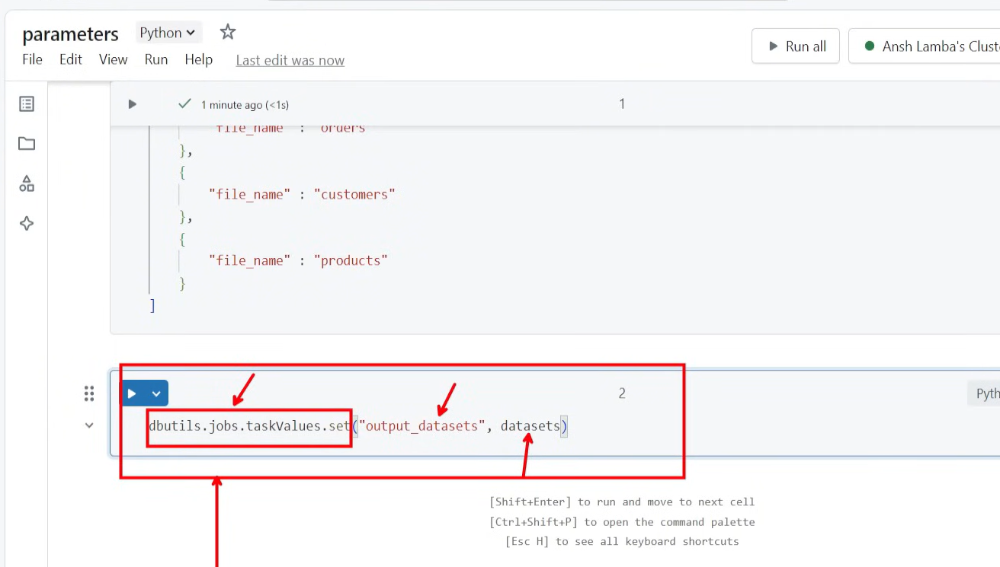 parameters Python
File Edit View Run Help Last edit was now
Run all
Ansh Lamba's Cluste
1 minute ago (<1s)
1
"file_name" : "orders"
},
{
"file_name" : "customers"
},
{
"file_name" : "products"
}
]
2
Pyth
dbutils.jobs.taskValues.set("output_datasets", datasets)
[Shift+Enter] to run and move to next cell
[Ctrl+Shift+P] to open the command palette
[Esc H] to see all keyboard shortcuts